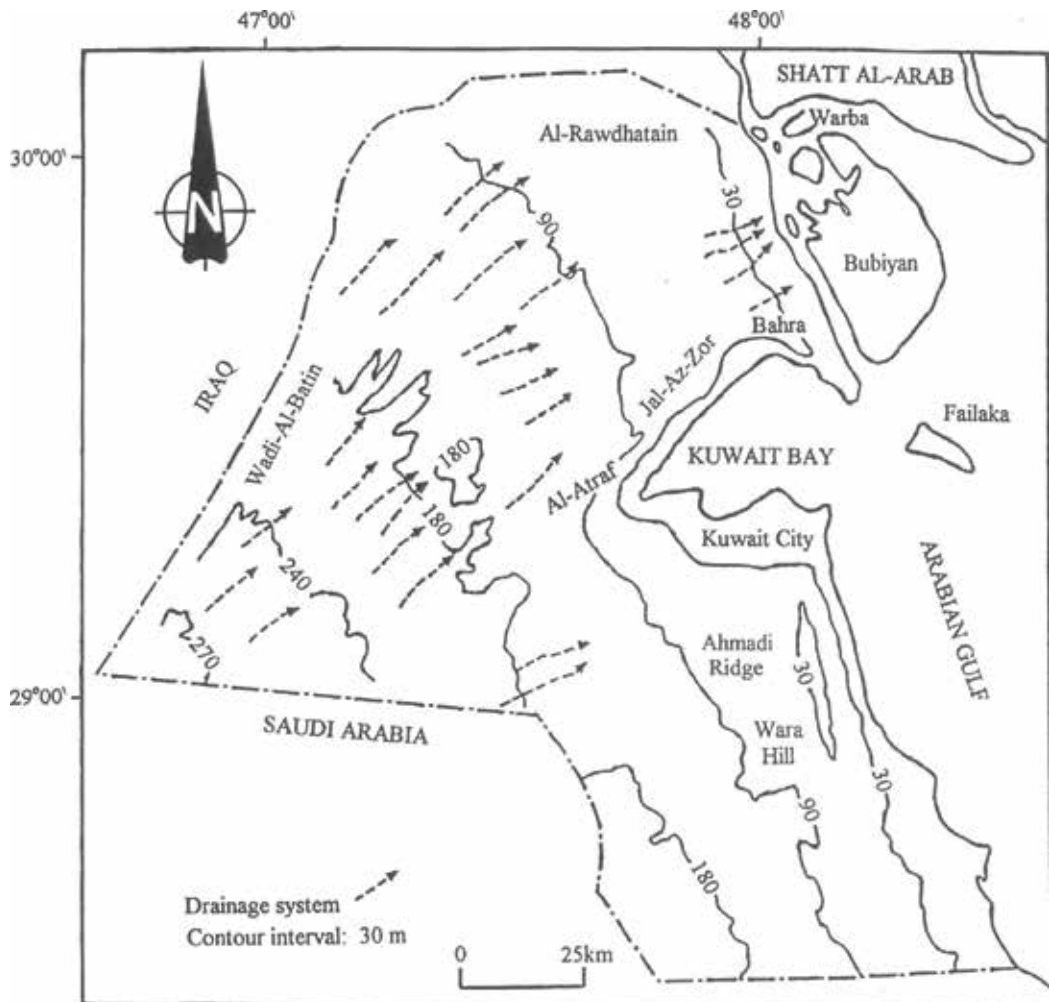 47°00'
48°00'
SHATT AL-ARAB
Warba
Al-Rawdhatain
30°00'
N
30
90
Bubiyan
Bahra
Jal-Az-Zor
IRAQ
Wadi-Al-Batin
Failaka
180
KUWAIT BAY
Al-Atraf
180
Kuwait City
240
ARABIAN GULF
Ahmadi
Ridge
270
30
29°00'
SAUDI ARABIA
Wara
Hill
30
90
180
Drainage system
Contour interval: 30 m
0
25km